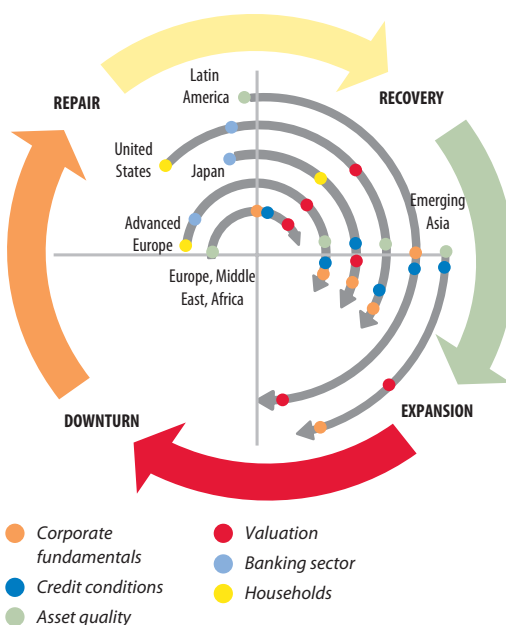 Latin
America
REPAIR
RECOVERY
United
States
Japan
Emerging
Asia
Advanced
Europe
Europe, Middle
East, Africa
DOWNTURN
EXPANSION
Corporate
fundamentals
Credit conditions
Asset quality
Valuation
Banking sector
Households